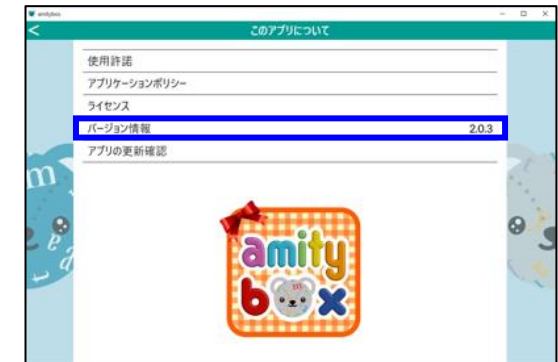 amitybox
このアプリについて
使用許諾
アプリケーションポリシー
ライセンス
バージョン情報 2.0.3
アプリの更新確認
amity
box